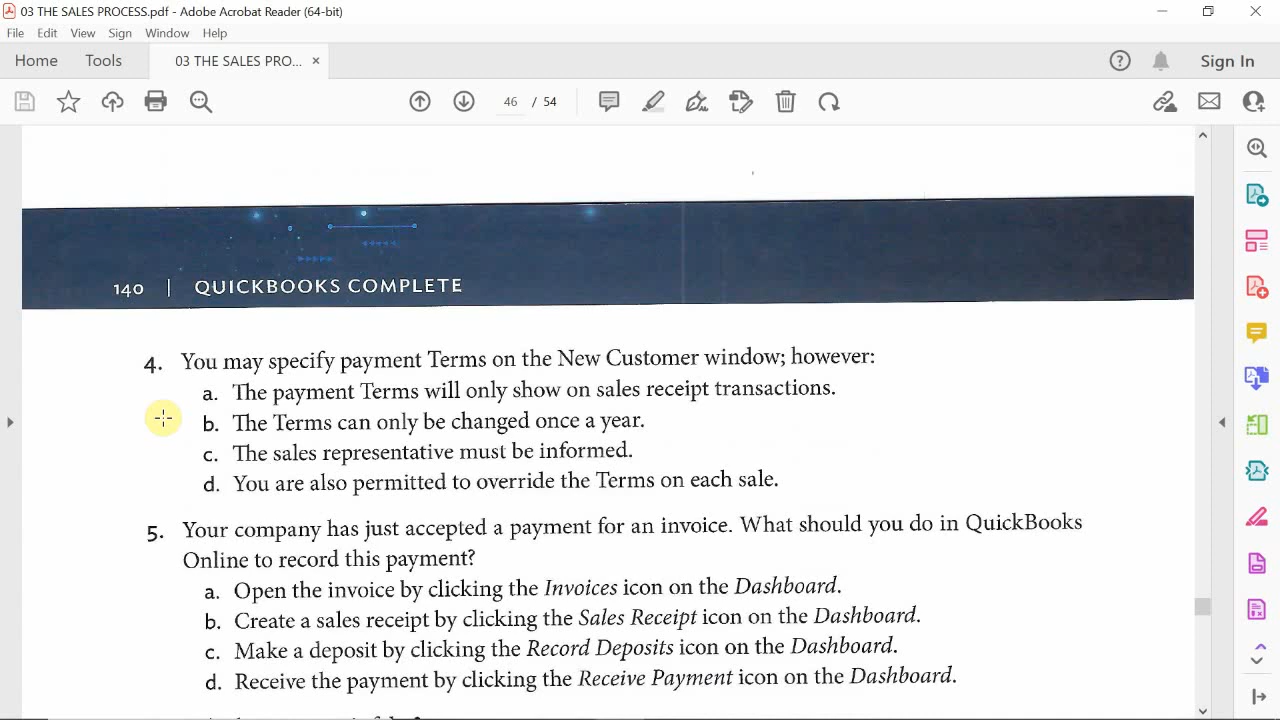 03 THE SALES PROCESS.pdf - Adobe Acrobat Reader (64-bit)
File Edit View Sign Window Help
Home Tools 03 THE SALES PRO... × Sign In
46 / 54
140 | QUICKBOOKS COMPLETE
4. You may specify payment Terms on the New Customer window; however:
a. The payment Terms will only show on sales receipt transactions.
b. The Terms can only be changed once a year.
c. The sales representative must be informed.
d. You are also permitted to override the Terms on each sale.
5. Your company has just accepted a payment for an invoice. What should you do in QuickBooks
Online to record this payment?
a. Open the invoice by clicking the Invoices icon on the Dashboard.
b. Create a sales receipt by clicking the Sales Receipt icon on the Dashboard.
c. Make a deposit by clicking the Record Deposits icon on the Dashboard.
d. Receive the payment by clicking the Receive Payment icon on the Dashboard.